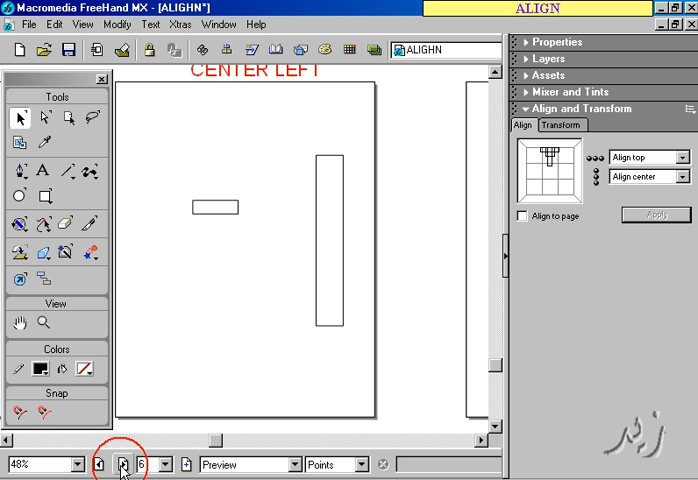 Macromedia FreeHand MX - [ALIGHN*]
ALIGN
File Edit View Modify Text Xtras Window Help
ALIGHN
CENTER LEFT
Tools
View
Colors
Snap
Properties
Layers
Assets
Mixer and Tints
Align and Transform
Align Transform
Align top
Align center
Align to page
Apply
زيد
48% 6 Preview Points